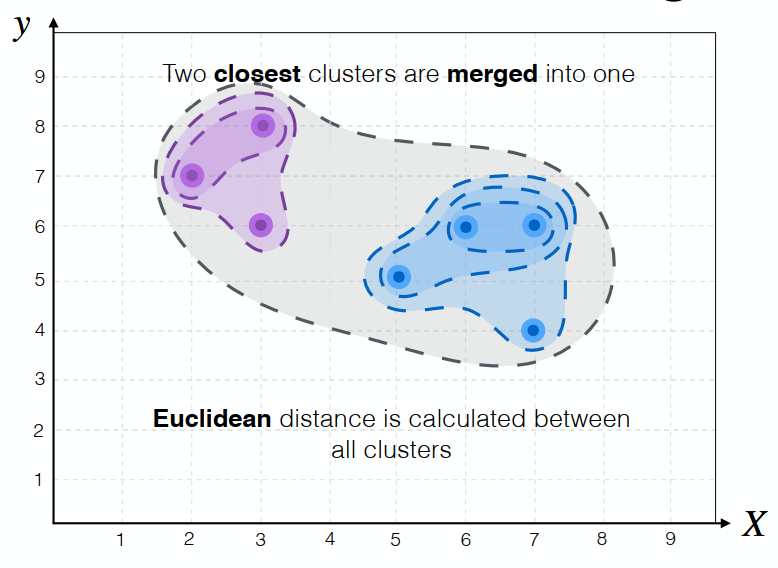 y
Two closest clusters are merged into one
9
8
7
6
5
4
3
2
1
Euclidean distance is calculated between
all clusters
1 2 3 4 5 6 7 8 9
X